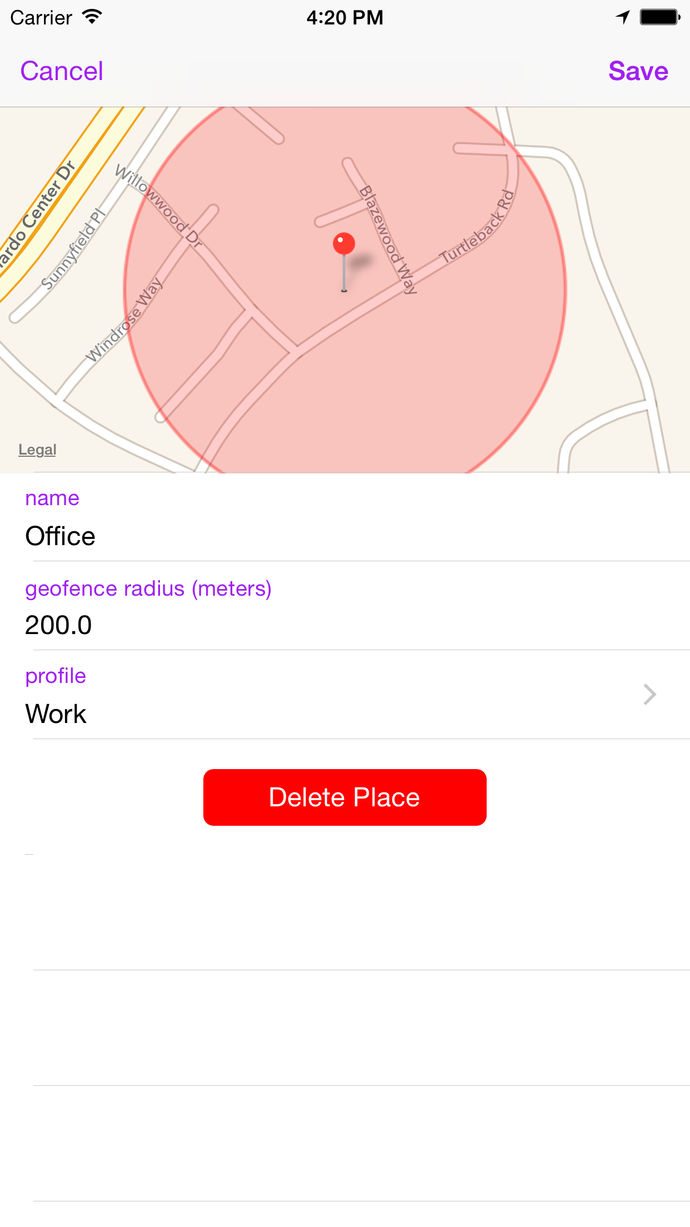 Carrier 4:20 PM
Cancel Save
ardo Center Dr
Sunnyfield Pl
Willowwood Dr
Windrose Way
Blazewood Way
Turtleback Rd
Legal
name
Office
geofence radius (meters)
200.0
profile
Work
Delete Place